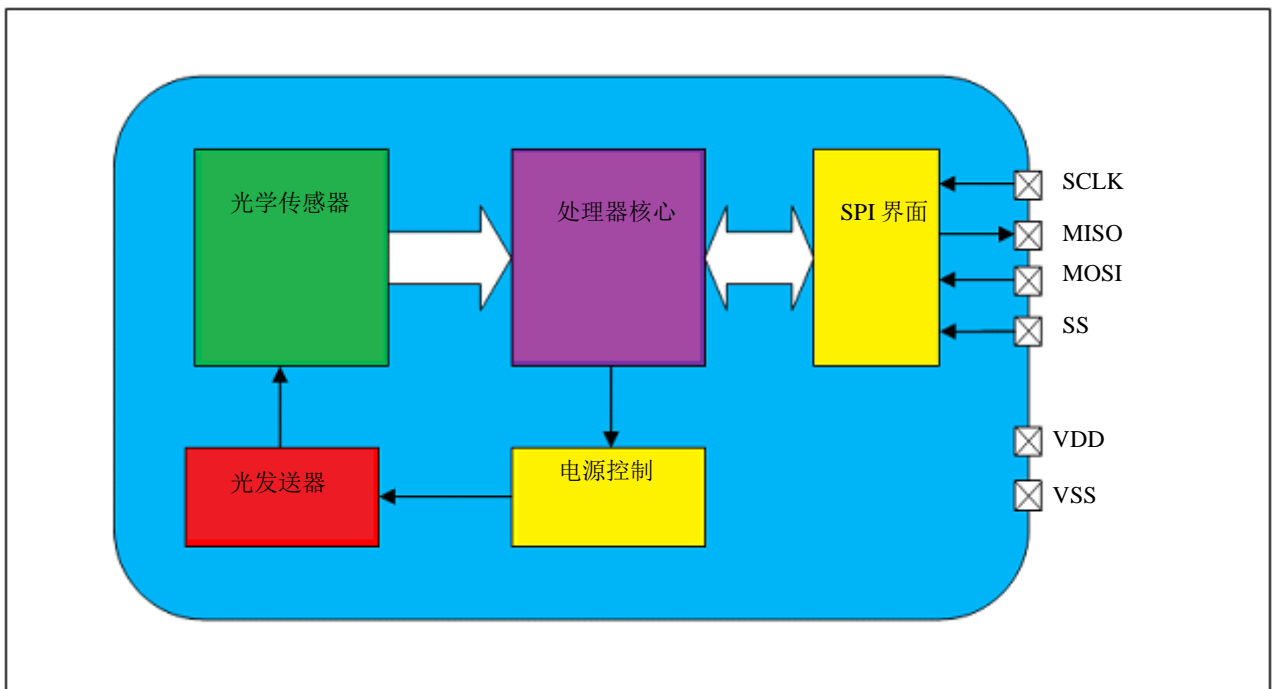 光学传感器
处理器核心
SPI 界面
SCLK
MISO
MOSI
SS
光发送器
电源控制
VDD
VSS